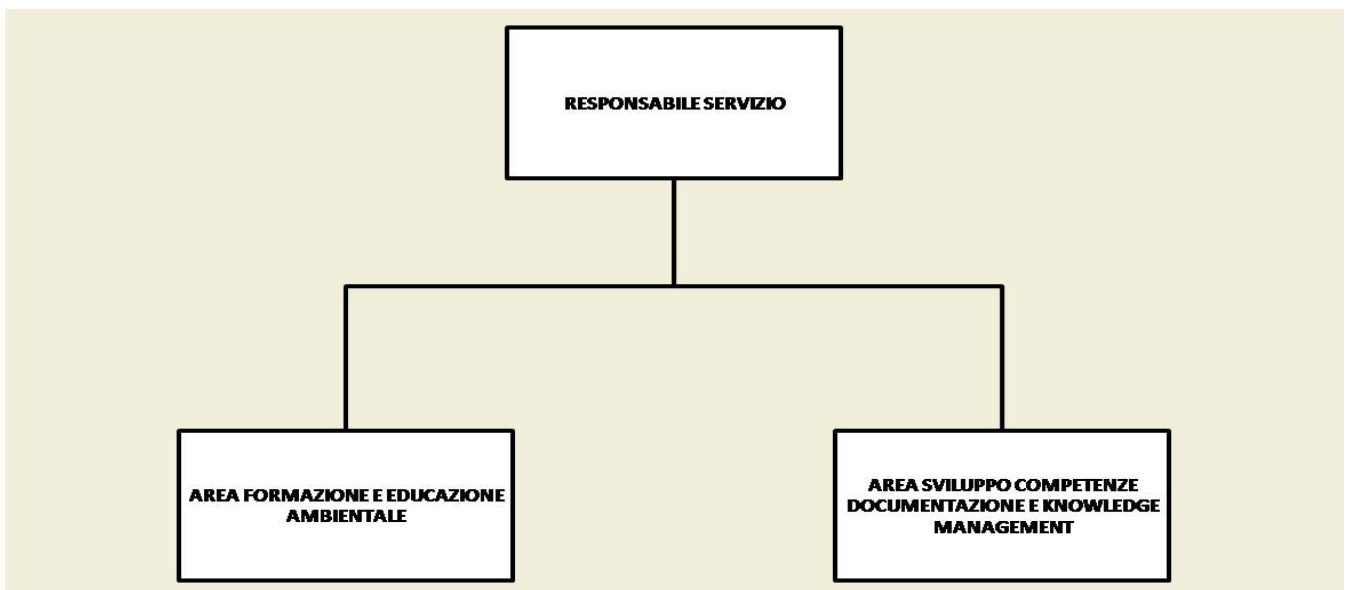 RESPONSABILE SERVIZIO
AREA FORMAZIONE E EDUCAZIONE
AMBIENTALE
AREA SVILUPPO COMPETENZE
DOCUMENTAZIONE E KNOWLEDGE
MANAGEMENT